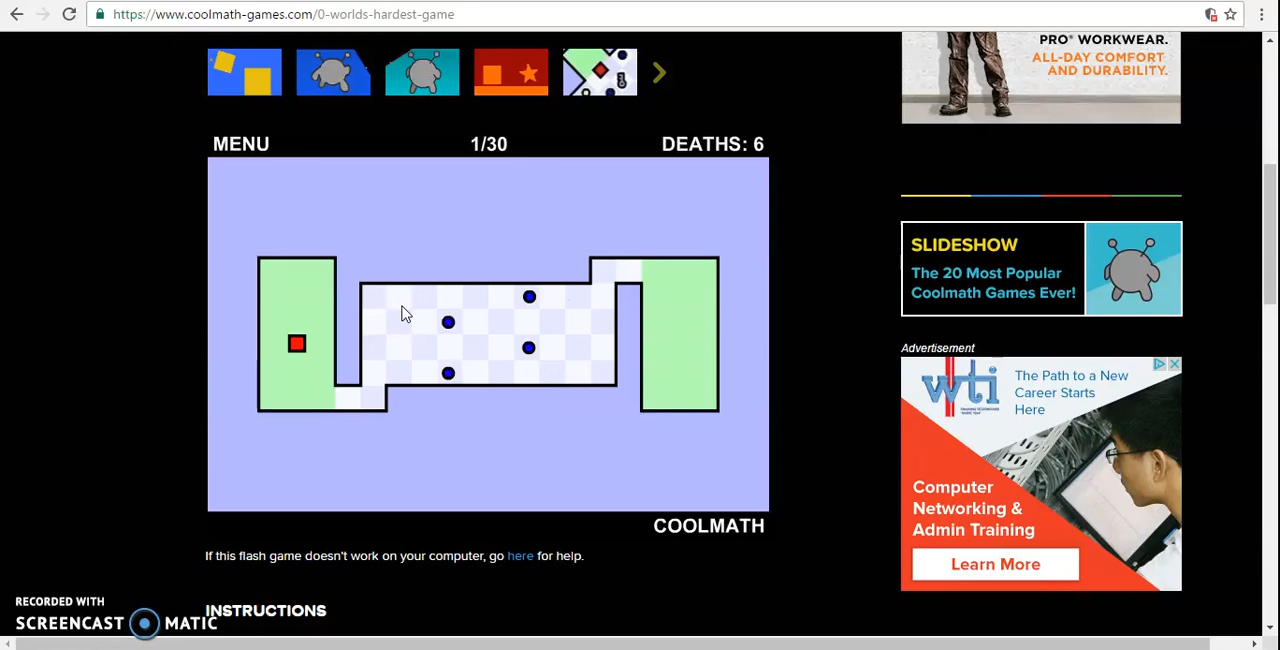 https://www.coolmath-games.com/0-worlds-hardest-game
PRO® WORKWEAR.
ALL-DAY COMFORT
AND DURABILITY.
MENU
1/30
DEATHS: 6
SLIDESHOW
The 20 Most Popular
Coolmath Games Ever!
Advertisement
wti
The Path to a New
Career Starts
Here
Computer
Networking &
Admin Training
Learn More
COOLMATH
If this flash game doesn't work on your computer, go here for help.
INSTRUCTIONS
RECORDED WITH
SCREENCAST MATIC